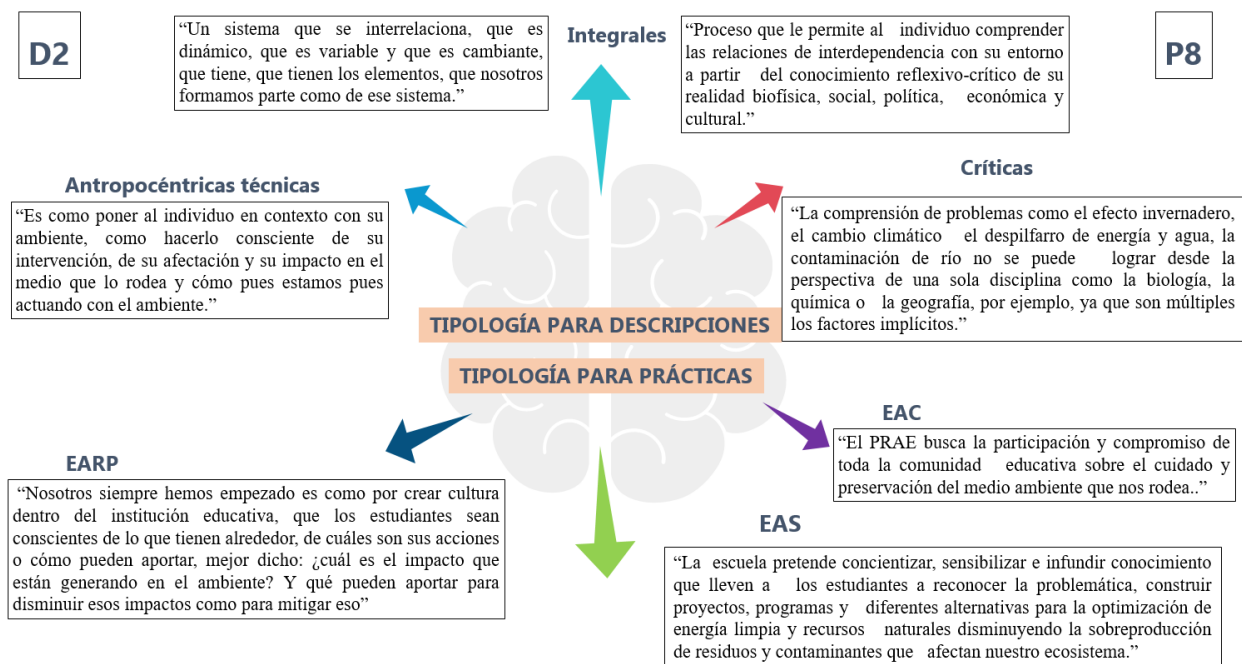 D2
“Un sistema que se interrelaciona, que es
dinámico, que es variable y que es cambiante,
que tiene, que tienen los elementos, que nosotros
formamos parte como de ese sistema.”
Integrales
“Proceso que le permite al individuo comprender
las relaciones de interdependencia con su entorno
a partir del conocimiento reflexivo-crítico de su
realidad biofísica, social, política, económica y
cultural.”
P8
Antropocéntricas técnicas
“Es como poner al individuo en contexto con su
ambiente, como hacerlo consciente de su
intervención, de su afectación y su impacto en el
medio que lo rodea y cómo pues estamos pues
actuando con el ambiente.”
Críticas
“La comprensión de problemas como el efecto invernadero,
el cambio climático el despilfarro de energía y agua, la
contaminación de río no se puede lograr desde la
perspectiva de una sola disciplina como la biología, la
química o la geografía, por ejemplo, ya que son múltiples
los factores implícitos.”
TIPOLOGÍA PARA DESCRIPCIONES
TIPOLOGÍA PARA PRÁCTICAS
EARP
“Nosotros siempre hemos empezado es como por crear cultura
dentro del institución educativa, que los estudiantes sean
conscientes de lo que tienen alrededor, de cuáles son sus acciones
o cómo pueden aportar, mejor dicho: ¿cuál es el impacto que
están generando en el ambiente? Y qué pueden aportar para
disminuir esos impactos como para mitigar eso”
EAC
“El PRAE busca la participación y compromiso de
toda la comunidad educativa sobre el cuidado y
preservación del medio ambiente que nos rodea..”
EAS
“La escuela pretende concientizar, sensibilizar e infundir conocimiento
que lleven a los estudiantes a reconocer la problemática, construir
proyectos, programas y diferentes alternativas para la optimización de
energía limpia y recursos naturales disminuyendo la sobreproducción
de residuos y contaminantes que afectan nuestro ecosistema.”